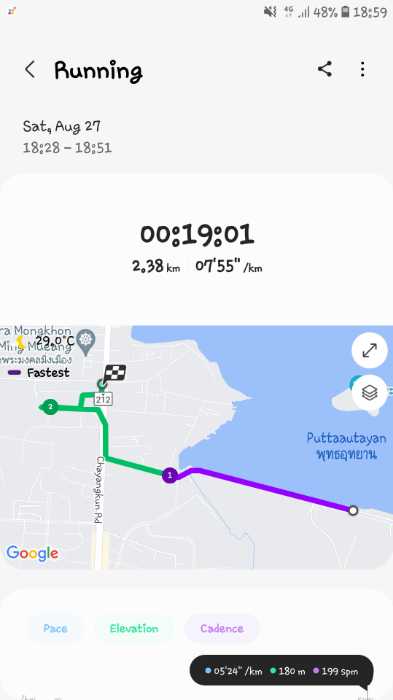 4G 48% 18:59
Running
Sat, Aug 27
18:28 – 18:51
00:19:01
2.38 km 07'55" /km
ra Mongkhon
Ming Mueang
พระมงคลมิ่งเมือง
29.0°C
Fastest
212
2
1
Chayangkun Rd
Puttaautayan
พุทธอุทยาน
Google
Pace Elevation Cadence
05'24" /km 180 m 199 spm